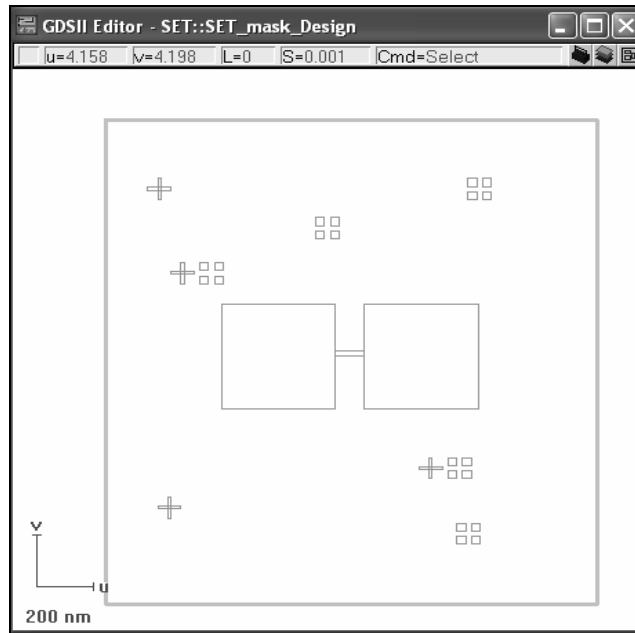 GDSII Editor - SET::SET_mask_Design
u=4.158 v=4.198 L=0 S=0.001 Cmd=Select
v
u
200 nm